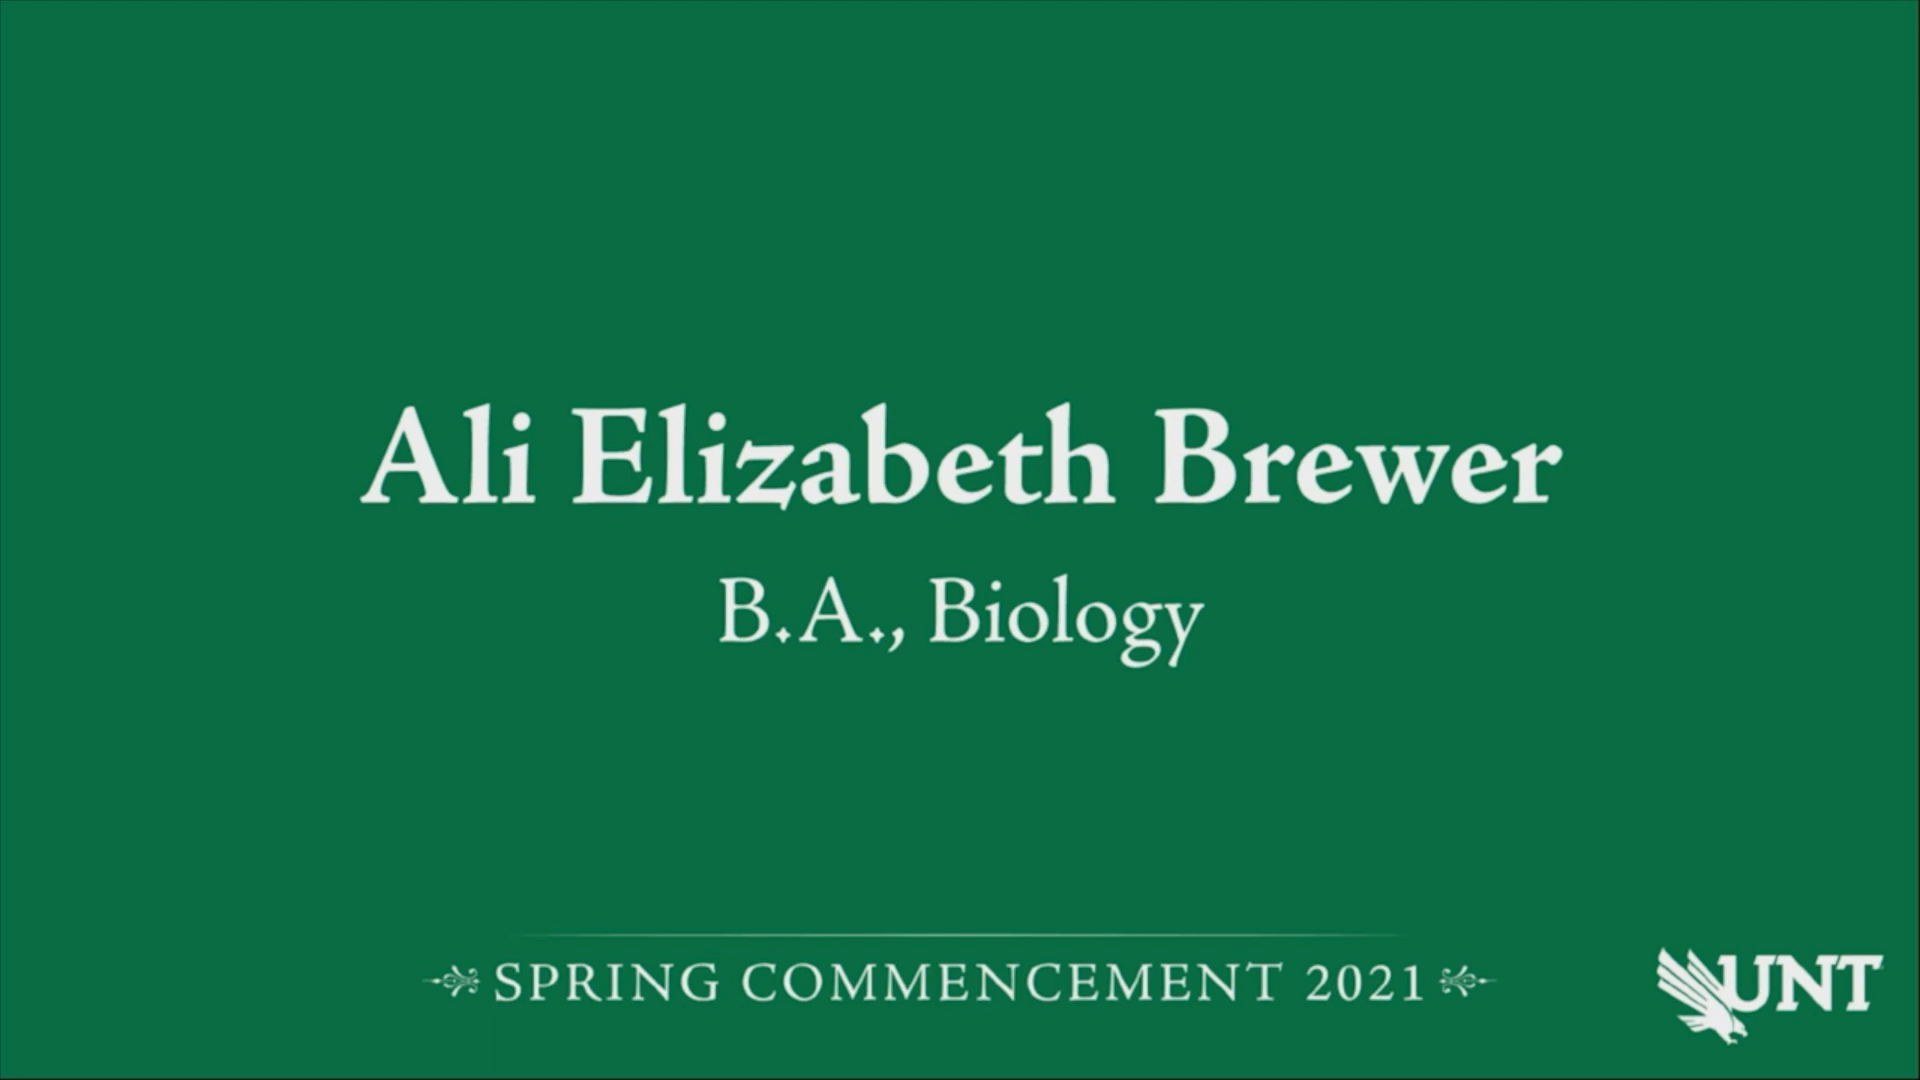 Ali Elizabeth Brewer
B.A., Biology
SPRING COMMENCEMENT 2021
UNT